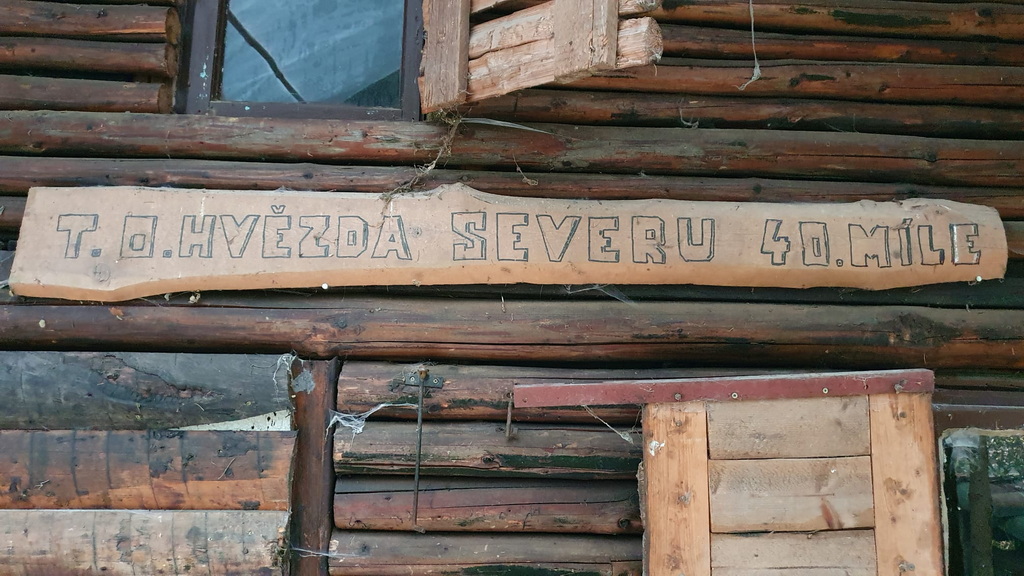 T. O. HVĚZDA SEVERU 40. MÍLE